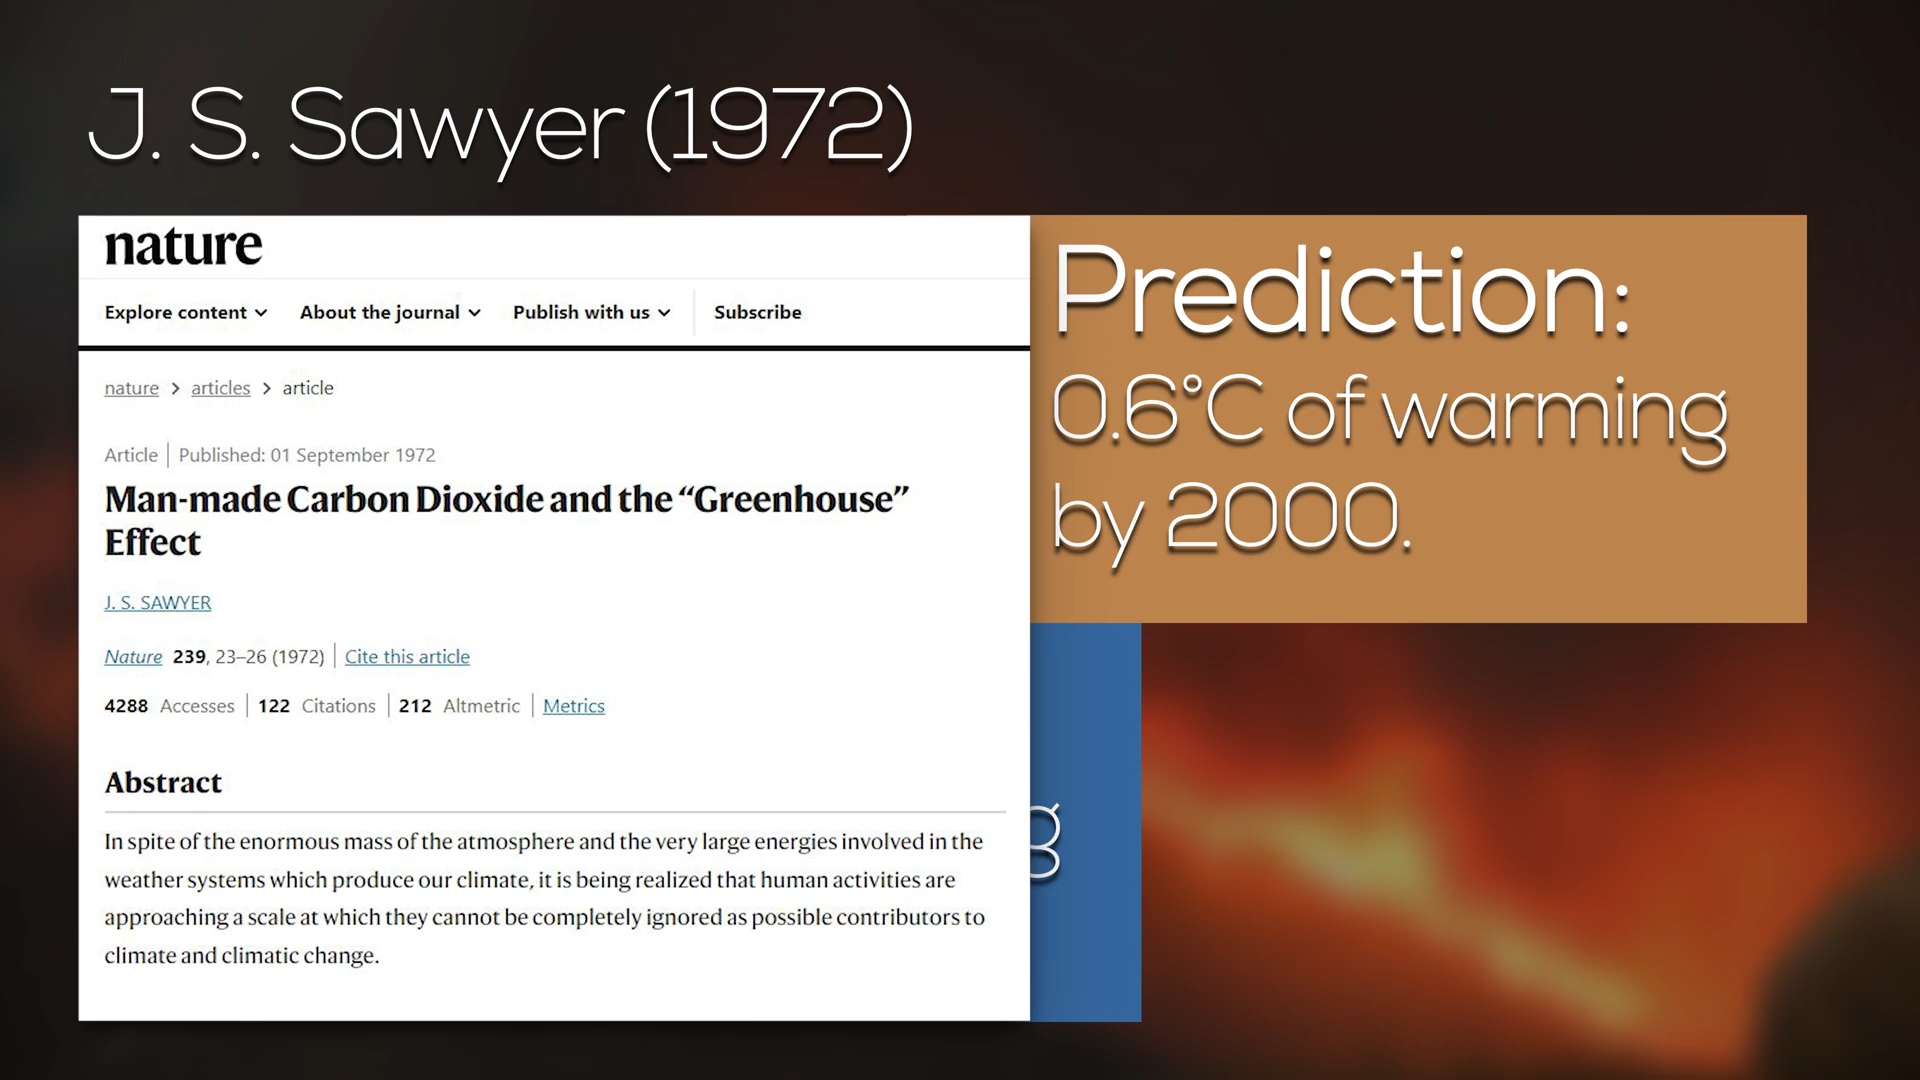 J. S. Sawyer (1972)
nature
Explore content About the journal Publish with us Subscribe
nature > articles > article
Article | Published: 01 September 1972
Man-made Carbon Dioxide and the “Greenhouse”
Effect
J. S. SAWYER
Nature 239, 23–26 (1972) | Cite this article
4288 Accesses | 122 Citations | 212 Altmetric | Metrics
Abstract
In spite of the enormous mass of the atmosphere and the very large energies involved in the
weather systems which produce our climate, it is being realized that human activities are
approaching a scale at which they cannot be completely ignored as possible contributors to
climate and climatic change.
Prediction:
0.6°C of warming
by 2000.
g